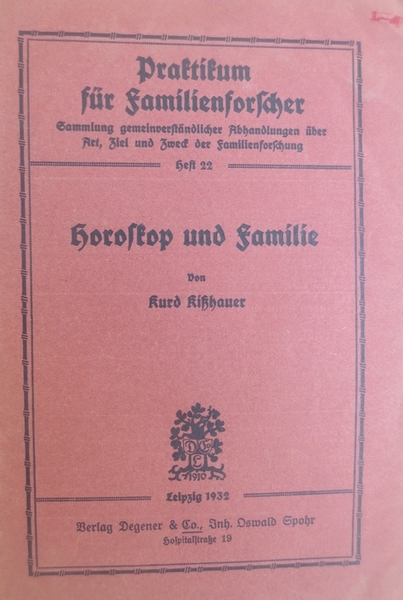 Praktikum
für Familienforscher
Sammlung gemeinverständlicher Abhandlungen über
Art, Ziel und Zweck der Familienforschung
Heft 22
Horoskop und Familie
Von
Kurd Kißhauer
D & Co
L
1910
Leipzig 1932
Verlag Degener & Co., Inh. Oswald Spohr
Hospitalstraße 19